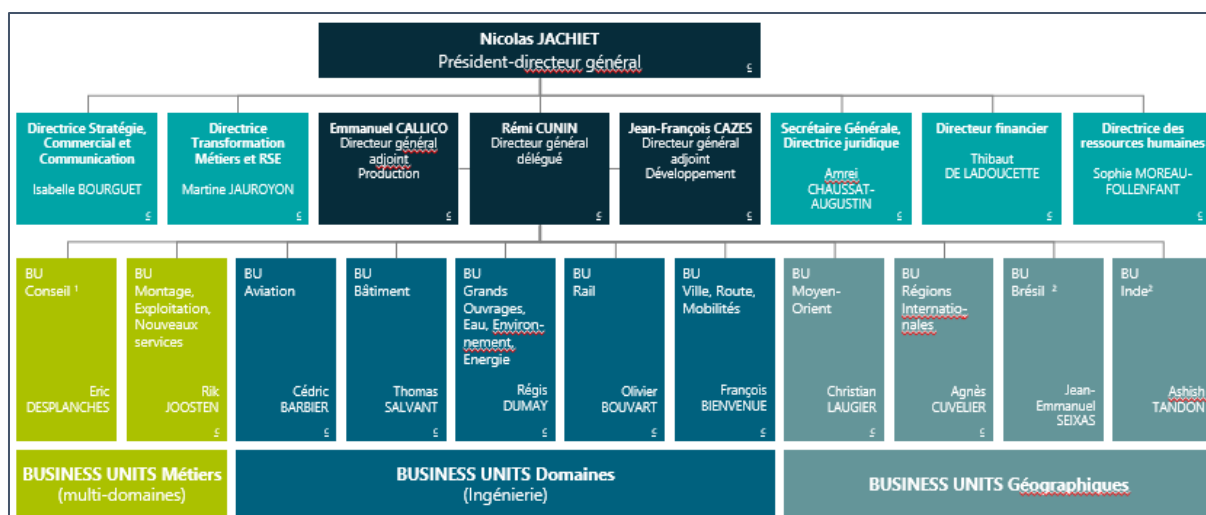 Nicolas JACHIET
Président-directeur général
c
Directrice Stratégie,
Commercial et
Communication
Isabelle BOURGUET
c
Directrice
Transformation
Métiers et RSE
Martine JAUROYON
c
Emmanuel CALLICO
Directeur général
adjoint
Production
c
Rémi CUNIN
Directeur général
délégué
c
Jean-François CAZES
Directeur général
adjoint
Développement
c
Secrétaire Générale,
Directrice juridique
Amrei
CHAUSSAT-
AUGUSTIN
c
Directeur financier
Thibaut
DE LADOUCETTE
c
Directrice des
ressources humaines
Sophie MOREAU-
FOLLENFANT
c
BU
Conseil ¹
Eric
DESPLANCHES
BU
Montage,
Exploitation,
Nouveaux
services
Rik
JOOSTEN
c
BU
Aviation
Cédric
BARBIER
c
BU
Bâtiment
Thomas
SALVANT
c
BU
Grands
Ouvrages,
Eau, Environ-
nement,
Energie
Régis
DUMAY
c
BU
Rail
Olivier
BOUVART
c
BU
Ville, Route,
Mobilités
François
BIENVENUE
c
BU
Moyen-
Orient
Christian
LAUGIER
c
BU
Régions
Internatio-
nales
Agnès
CUVELIER
c
BU
Brésil ²
Jean-
Emmanuel
SEIXAS
BU
Inde²
Ashish
TANDON
BUSINESS UNITS Métiers
(multi-domaines)
BUSINESS UNITS Domaines
(Ingénierie)
BUSINESS UNITS Géographiques